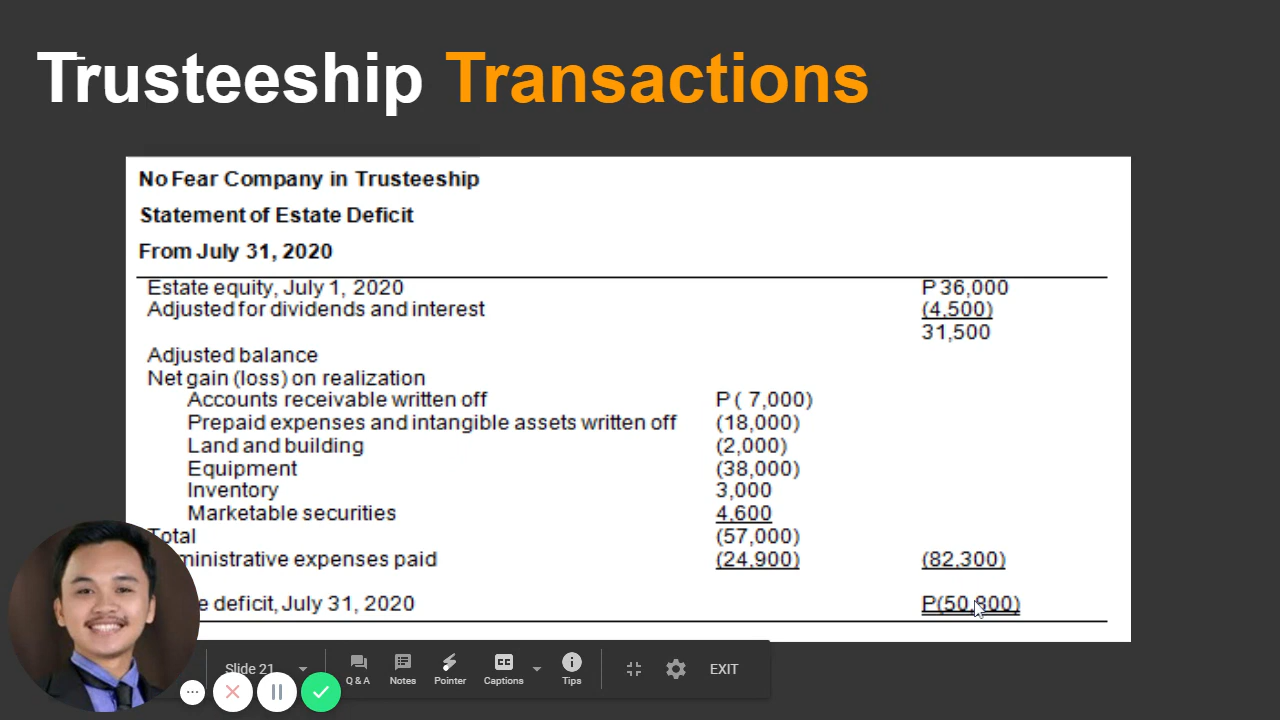 Trusteeship Transactions
No Fear Company in Trusteeship
Statement of Estate Deficit
From July 31, 2020
Estate equity, July 1, 2020 P 36,000
Adjusted for dividends and interest (4,500)
31,500
Adjusted balance
Net gain (loss) on realization
Accounts receivable written off P ( 7,000)
Prepaid expenses and intangible assets written off (18,000)
Land and building (2,000)
Equipment (38,000)
Inventory 3,000
Marketable securities 4,600
Total (57,000)
ministrative expenses paid (24,900) (82,300)
e deficit, July 31, 2020 P(50,800)
Slide 21 Q & A Notes Pointer CC Captions Tips EXIT